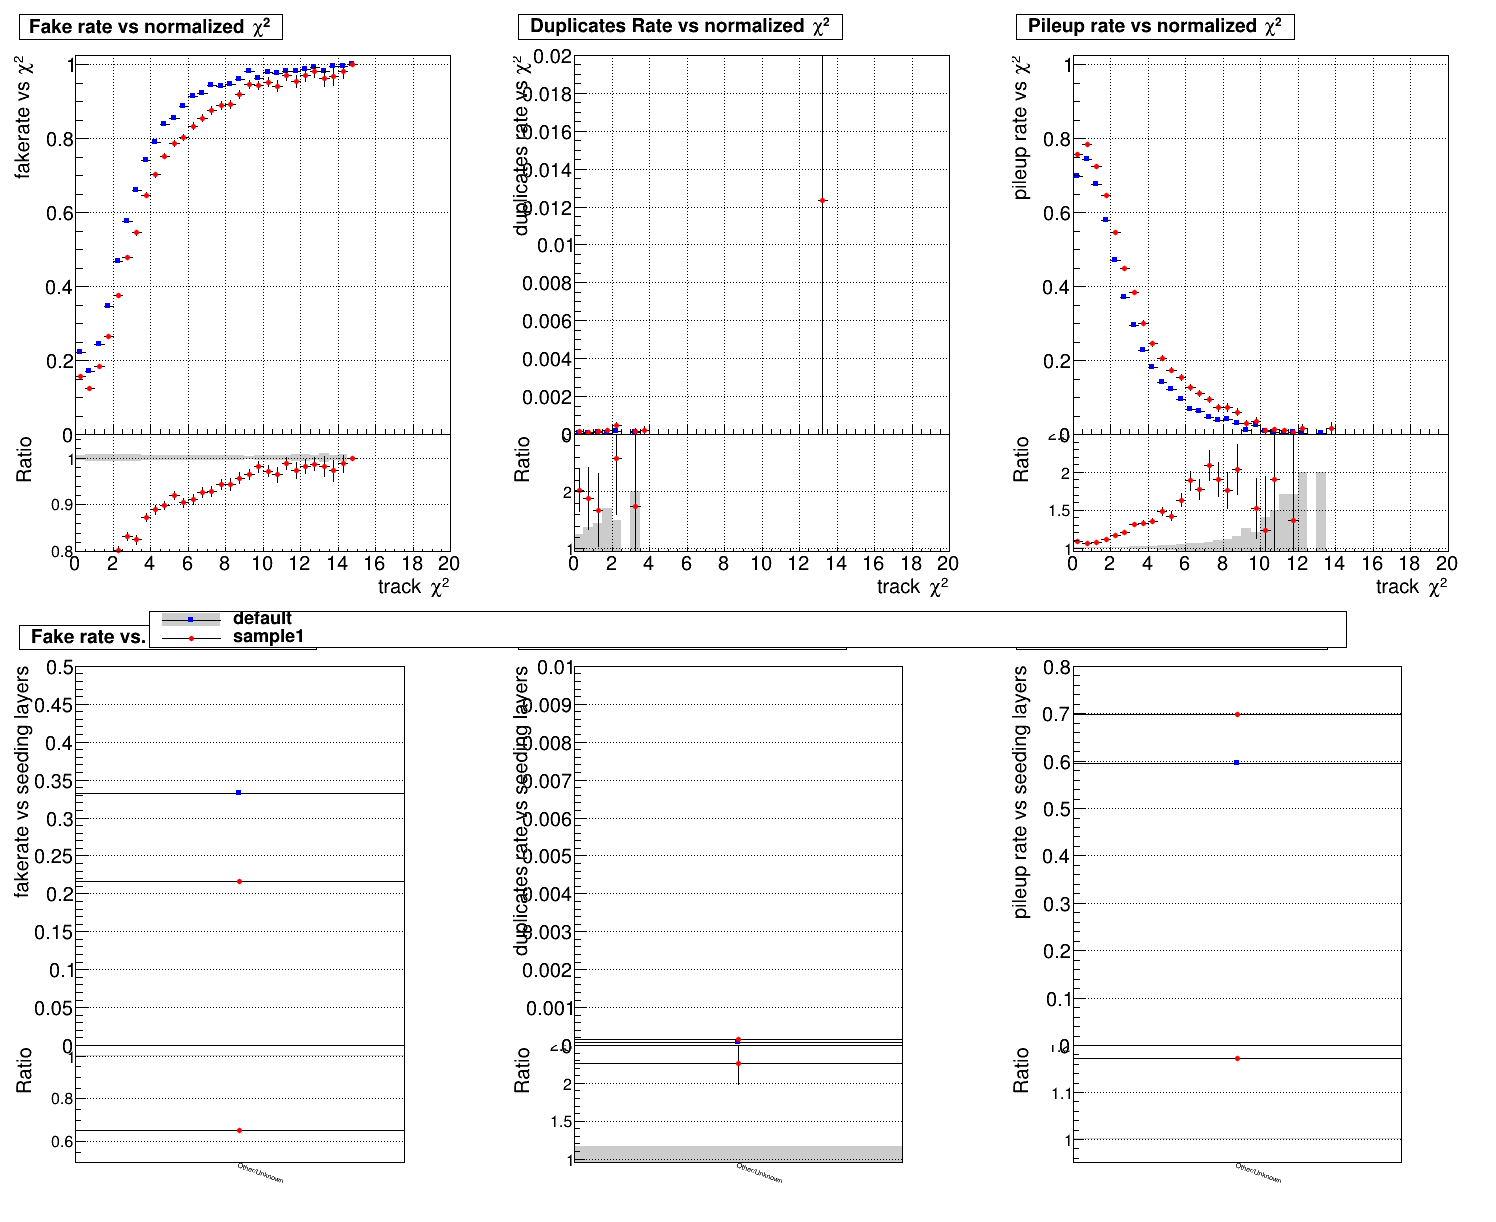 Fake rate vs normalized χ²
fakerate vs χ²
1
0.8
0.6
0.4
0.2
0
Ratio
1
0.9
0.8
0 2 4 6 8 10 12 14 16 18 20
track χ²
Duplicates Rate vs normalized χ²
duplicates rate vs χ²
0.02
0.018
0.016
0.014
0.012
0.01
0.008
0.006
0.004
0.002
0
Ratio
2
1
0 2 4 6 8 10 12 14 16 18 20
track χ²
Pileup rate vs normalized χ²
pileup rate vs χ²
1
0.8
0.6
0.4
0.2
0
Ratio
2
1.5
1
0 2 4 6 8 10 12 14 16 18 20
track χ²
default
sample1
Fake rate vs.
fakerate vs seeding layers
0.5
0.45
0.4
0.35
0.3
0.25
0.2
0.15
0.1
0.05
0
Ratio
1
0.8
0.6
Other/Unknown
duplicates rate vs seeding layers
0.01
0.009
0.008
0.007
0.006
0.005
0.004
0.003
0.002
0.001
0
Ratio
2
1.5
1
Other/Unknown
pileup rate vs seeding layers
0.8
0.7
0.6
0.5
0.4
0.3
0.2
0.1
0
Ratio
1.1
1
Other/Unknown